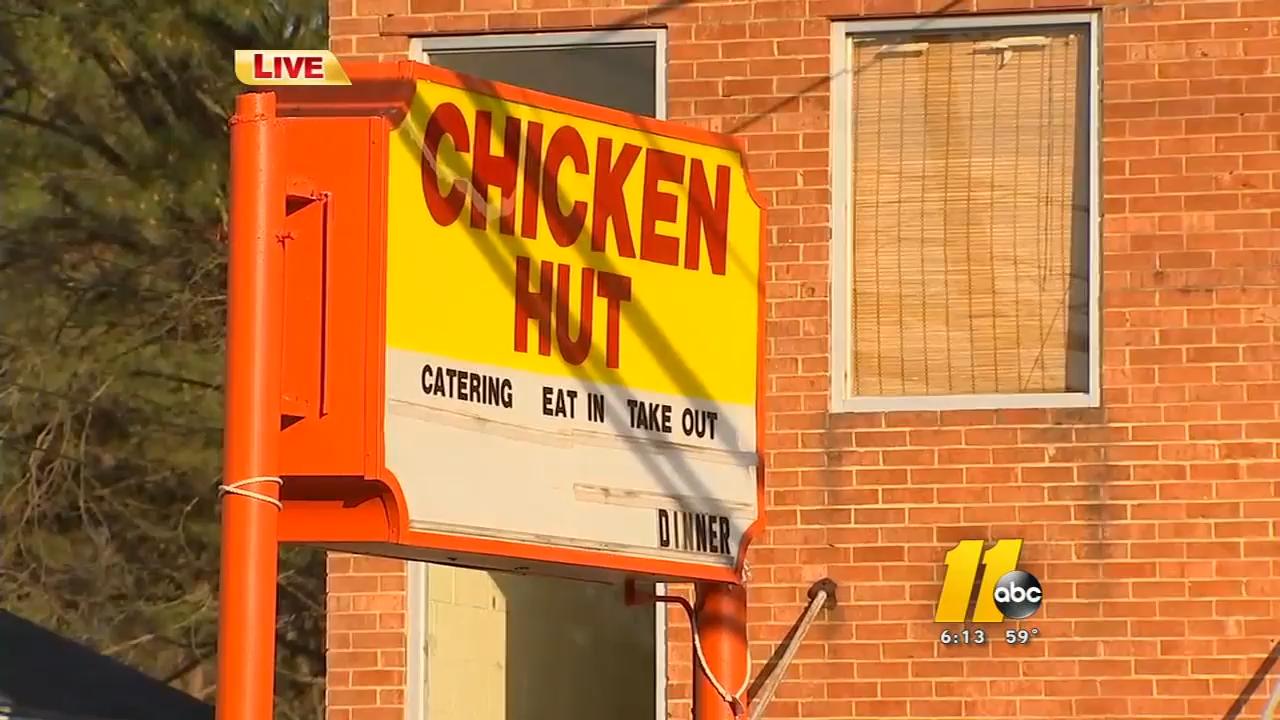 LIVE
CHICKEN
HUT
CATERING EAT IN TAKE OUT
DINNER
11 abc
6:13 59°